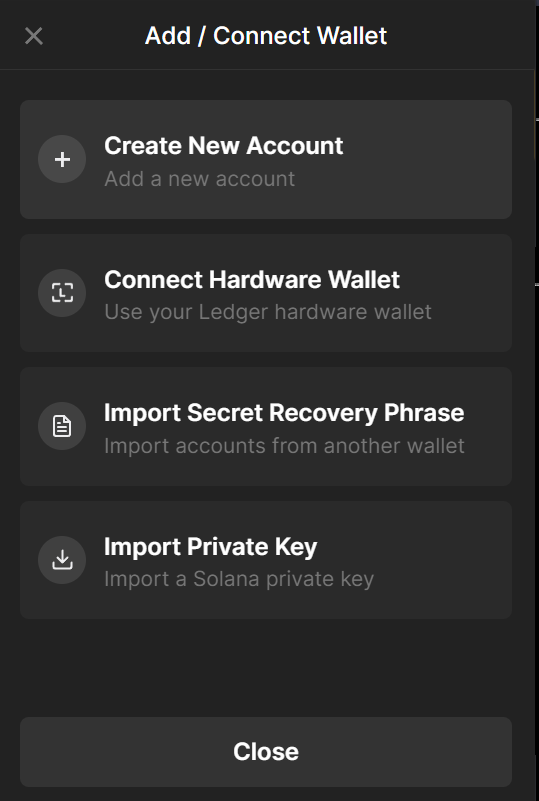 Add / Connect Wallet
Create New Account
Add a new account
Connect Hardware Wallet
Use your Ledger hardware wallet
Import Secret Recovery Phrase
Import accounts from another wallet
Import Private Key
Import a Solana private key
Close